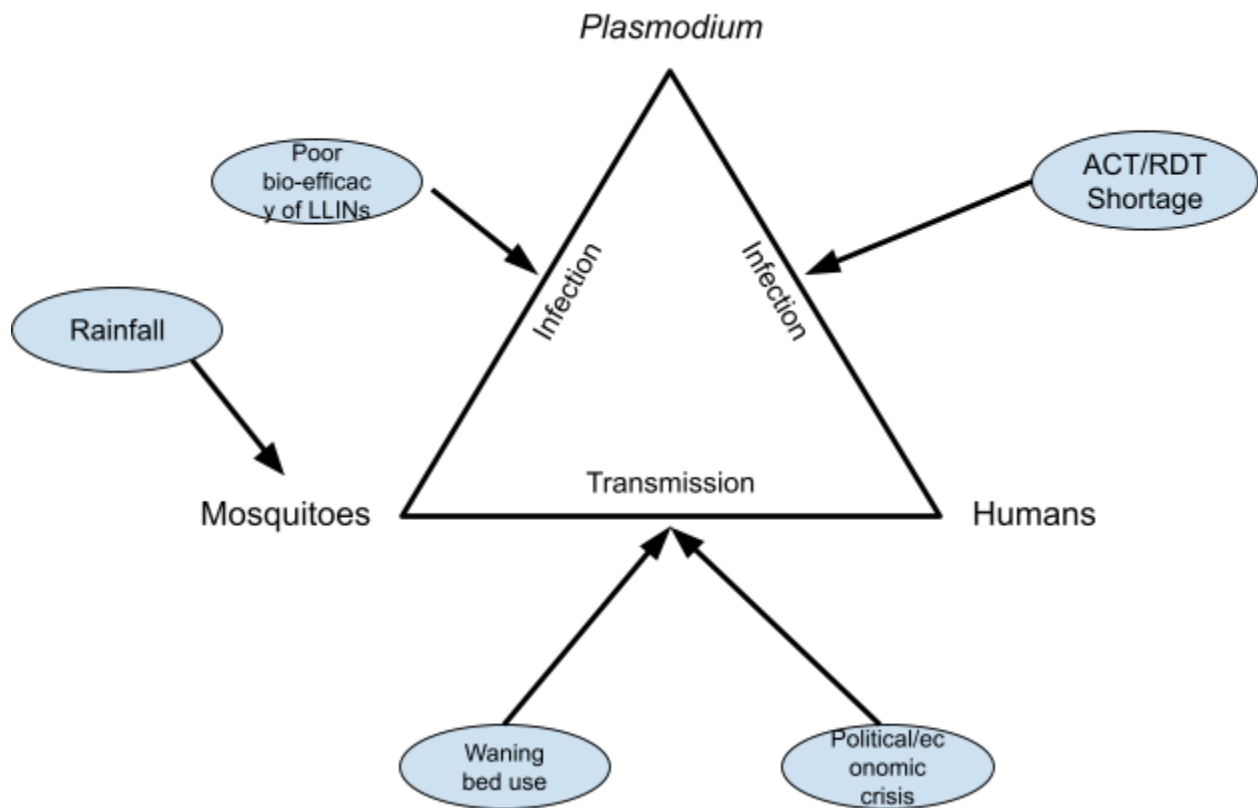 Plasmodium
Poor
bio-efficac
y of LLINs
ACT/RDT
Shortage
Infection
Infection
Rainfall
Transmission
Mosquitoes
Humans
Waning
bed use
Political/ec
onomic
crisis